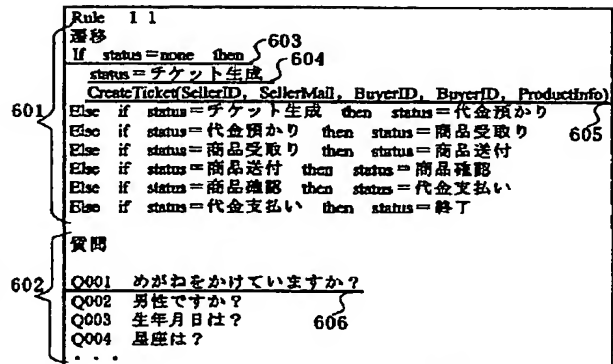 Rule 11
遷移
If status=none then
603
status=チケット生成
604
CreateTicket(SellerID, SellerMail, BuyerID, BuyerID, ProductInfo)
601
Else if status=チケット生成 then status=代金預かり
605
Else if status=代金預かり then status=商品受取り
Else if status=商品受取り then status=商品送付
Else if status=商品送付 then status=商品確認
Else if status=商品確認 then status=代金支払い
Else if status=代金支払い then status=終了
質問
602
Q001 めがねをかけていますか?
Q002 男性ですか?
606
Q003 生年月日は?
Q004 星座は?
・・・